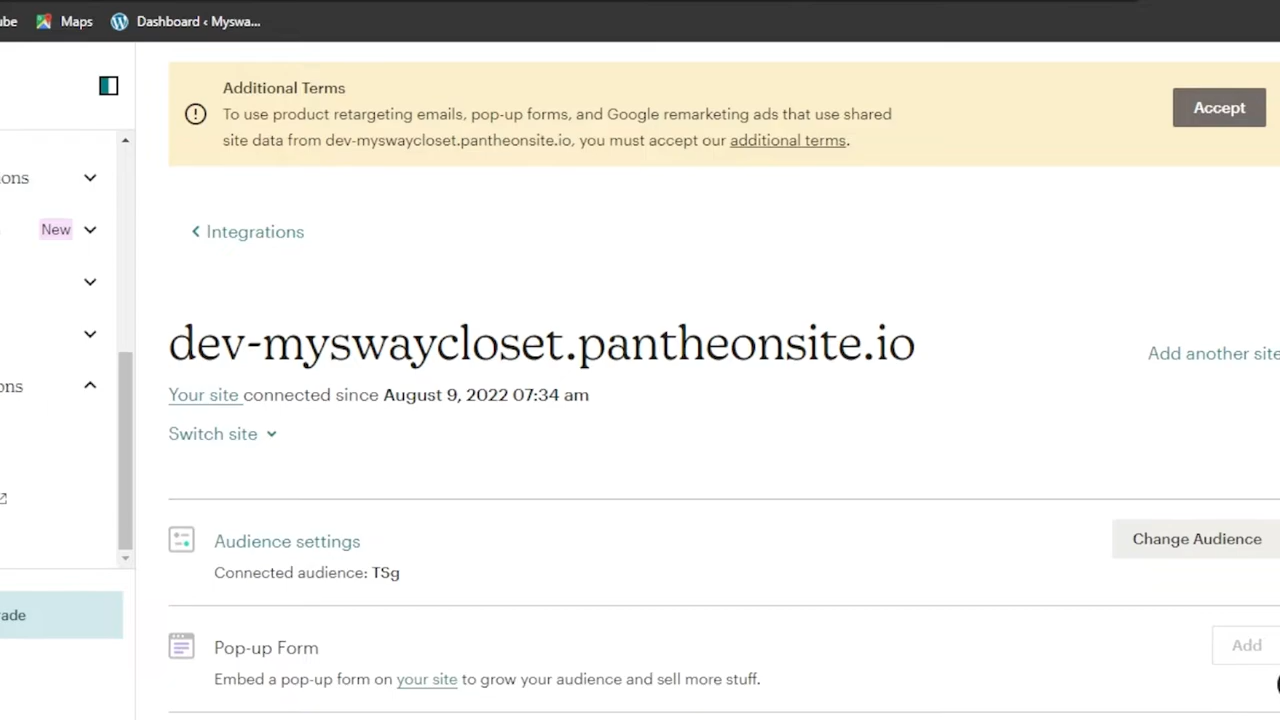 ube Maps Dashboard ‹ Myswa...
Additional Terms
To use product retargeting emails, pop-up forms, and Google remarketing ads that use shared
site data from dev-myswaycloset.pantheonsite.io, you must accept our additional terms.
Accept
ons
New
ons
rade
Integrations
dev-myswaycloset.pantheonsite.io
Add another site
Your site connected since August 9, 2022 07:34 am
Switch site
Audience settings
Change Audience
Connected audience: TSg
Pop-up Form
Add
Embed a pop-up form on your site to grow your audience and sell more stuff.